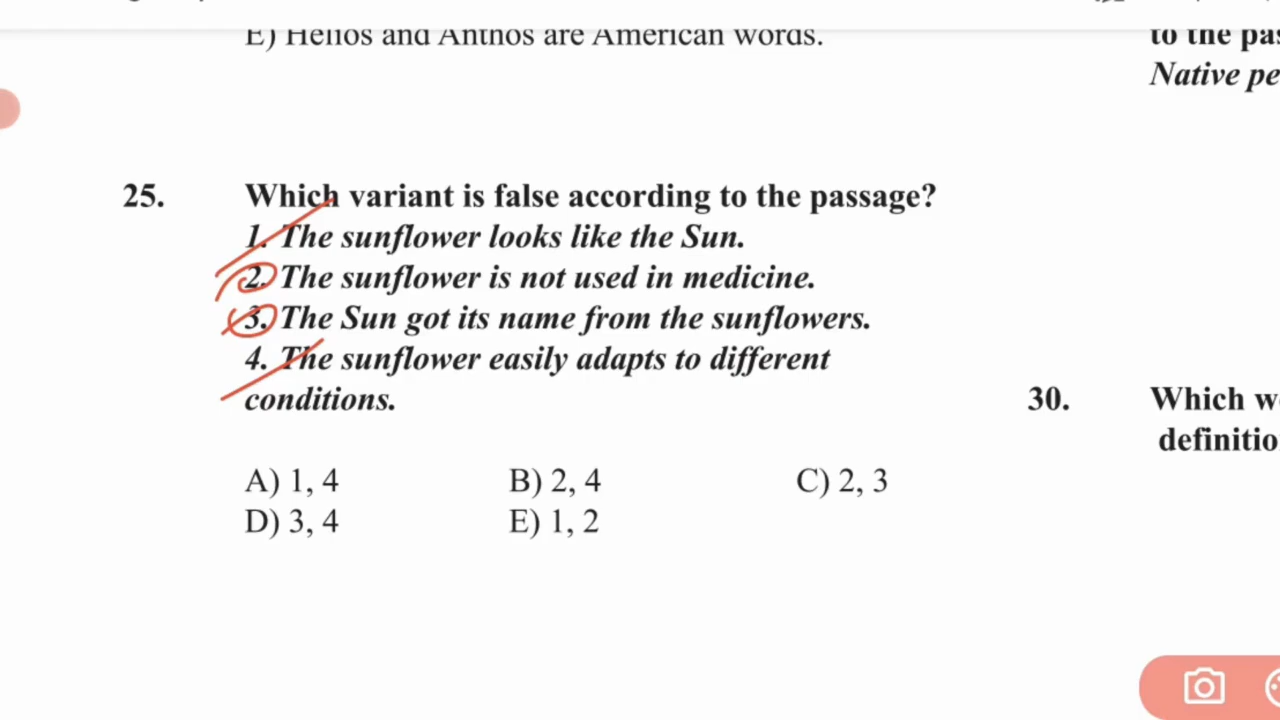 E) Helios and Anthos are American words.
25. Which variant is false according to the passage?
1. The sunflower looks like the Sun.
2. The sunflower is not used in medicine.
3. The Sun got its name from the sunflowers.
4. The sunflower easily adapts to different
conditions.
A) 1, 4 B) 2, 4 C) 2, 3
D) 3, 4 E) 1, 2
to the pas
Native pe
30. Which w
definitio